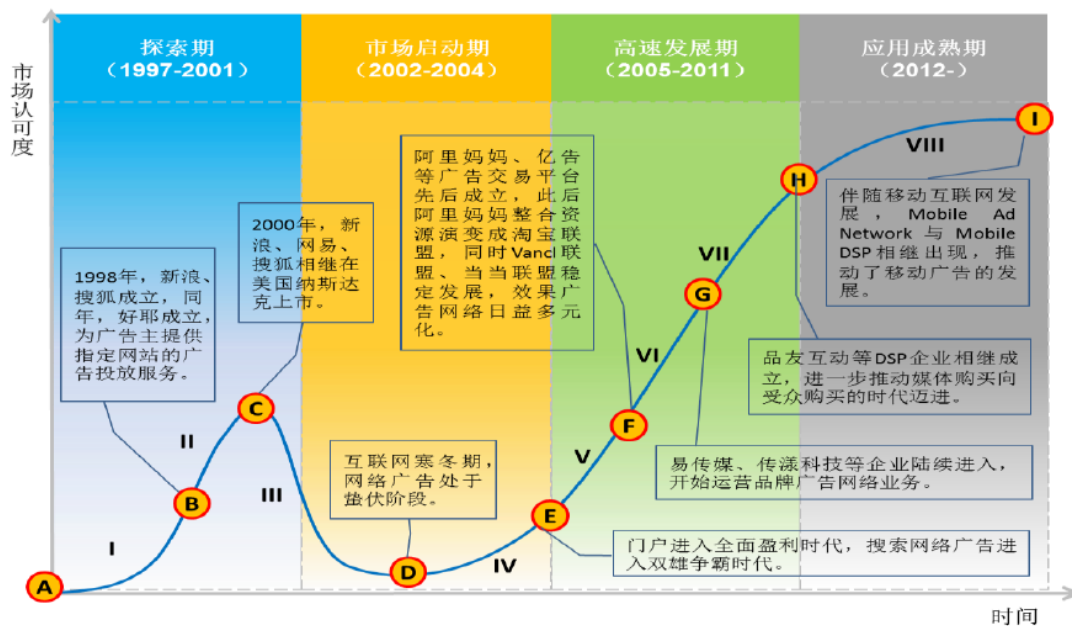 市场认可度
探索期
（1997-2001）
市场启动期
（2002-2004）
高速发展期
（2005-2011）
应用成熟期
（2012-）
1998年，新浪、
搜狐成立，同
年，好耶成立，
为广告主提供
指定网站的广
告投放服务。
2000年，新
浪、网易、
搜狐相继在
美国纳斯达
克上市。
互联网寒冬期，
网络广告处于
蛰伏阶段。
阿里妈妈、亿告
等广告交易平台
先后成立，此后
阿里妈妈整合资
源演变成淘宝联
盟，同时Vancl联
盟、当当联盟稳
定发展，效果广
告网络日益多元
化。
伴随移动互联网发
展，Mobile Ad
Network与Mobile
DSP相继出现，推
动了移动广告的发
展。
品友互动等DSP企业相继成
立，进一步推动媒体购买向
受众购买的时代迈进。
易传媒、传漾科技等企业陆续进入，
开始运营品牌广告网络业务。
门户进入全面盈利时代，搜索网络广告进
入双雄争霸时代。
A
I
B
II
C
III
D
IV
E
V
F
VI
G
VII
H
VIII
I
时间